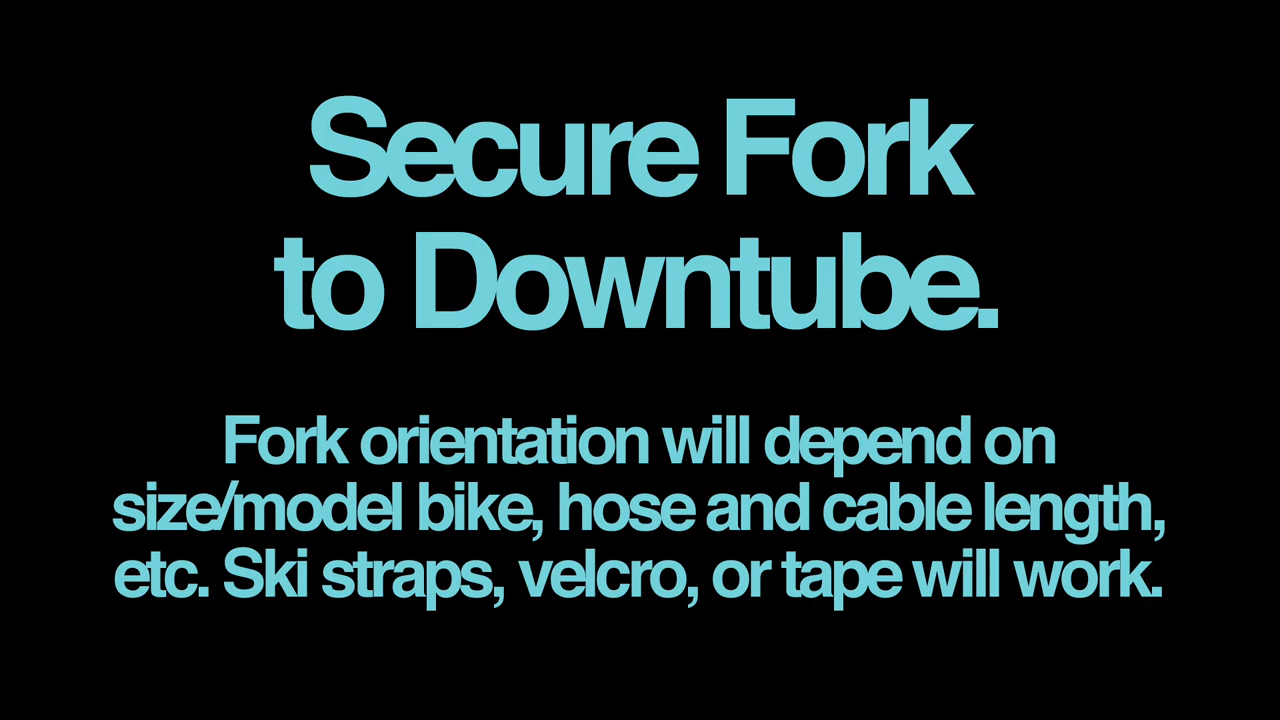 Secure Fork
to Downtube.
Fork orientation will depend on
size/model bike, hose and cable length,
etc. Ski straps, velcro, or tape will work.